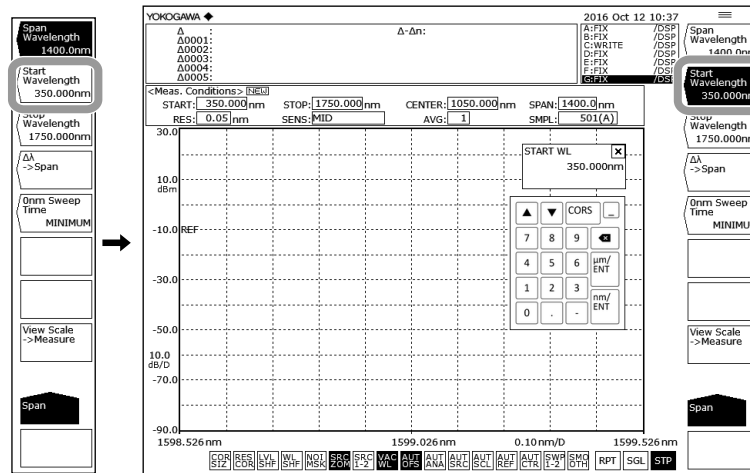 Span
Wavelength
1400.0nm
Start
Wavelength
350.000nm
Stop
Wavelength
1750.000nm
Δλ
->Span
0nm Sweep
Time
MINIMUM
View Scale
->Measure
Span
YOKOGAWA ◆
2016 Oct 12 10:37
Δ :
Δ0001:
Δ0002:
Δ0003:
Δ0004:
Δ0005:
Δ-Δn:
A:FIX /DSP
B:FIX /DSP
C:WRITE /DSP
D:FIX /DSP
E:FIX /DSP
F:FIX /DSP
G:FIX /DSP
<Meas. Conditions> NEW
START: 350.000 nm STOP: 1750.000 nm CENTER: 1050.000 nm SPAN: 1400.0 nm
RES: 0.05 nm SENS: MID AVG: 1 SMPL: 501(A)
30.0
10.0
dBm
-10.0 REF
-30.0
-50.0
10.0
dB/D
-70.0
-90.0
1598.526nm 1599.026nm 0.10nm/D 1599.526nm
START WL
350.000nm
▲ ▼ CORS _
7 8 9
4 5 6 μm/ENT
1 2 3 nm/ENT
0 . -
COR SIZ
RES COR
LVL SHF
WL SHF
NOI MSK
SRC ZOM
SRC 1-2
VAC WL
AUT OFS
AUT ANA
AUT SRC
AUT SCL
AUT REF
AUT CTR
SWP 1-2
SMO OTH
RPT
SGL
STP
Span
Wavelength
1400.0nm
Start
Wavelength
350.000nm
Stop
Wavelength
1750.000nm
Δλ
->Span
0nm Sweep
Time
MINIMU
View Scale
->Measure
Span